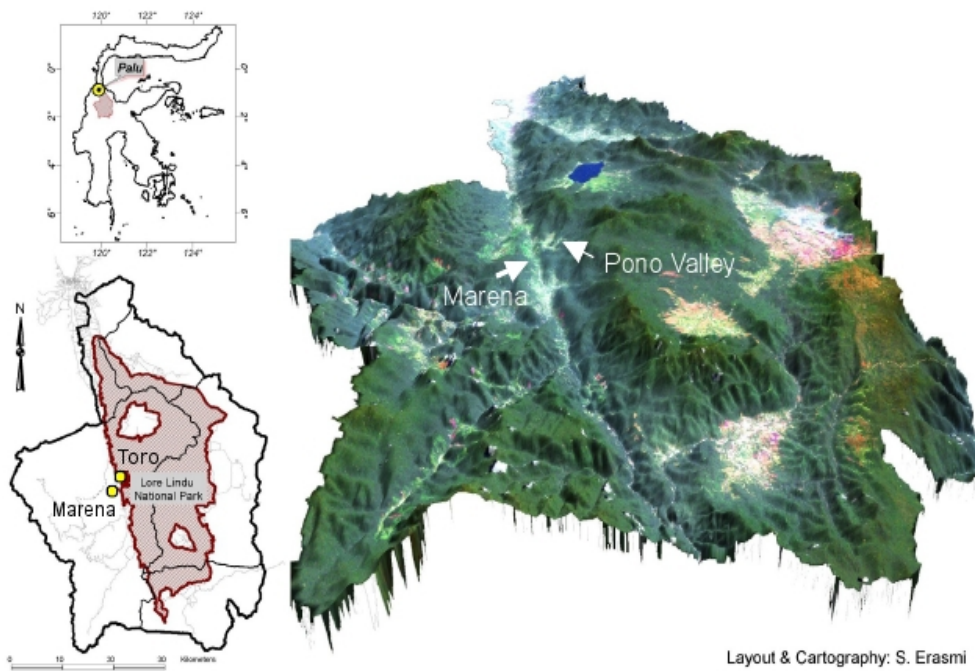 120° 122° 124°
Palu
0° 0°
2° 2°
4° 4°
6° 6°
120° 122° 124°
N
Toro
Lore Lindu
National Park
Marena
0 10 20 30 Kilometers
Pono Valley
Marena
Layout & Cartography: S. Erasmi